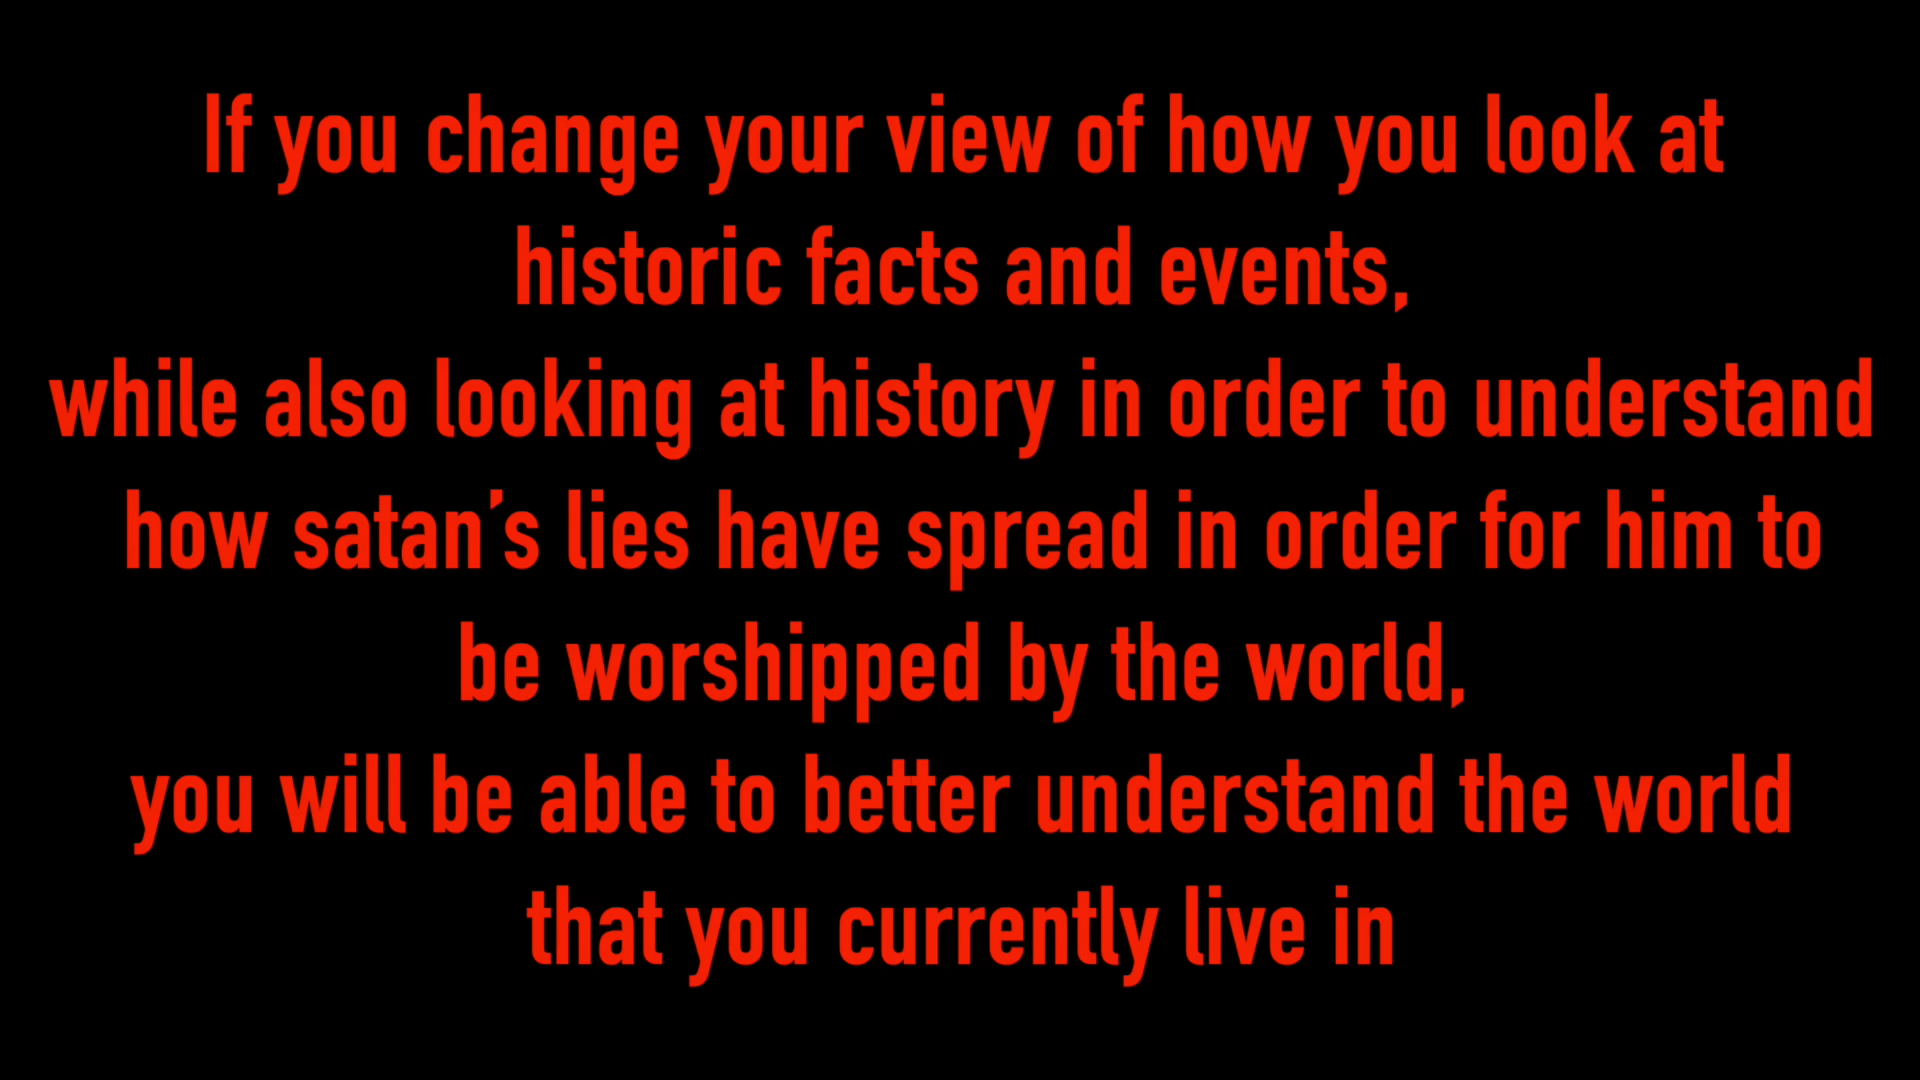 If you change your view of how you look at
historic facts and events,
while also looking at history in order to understand
how satan’s lies have spread in order for him to
be worshipped by the world,
you will be able to better understand the world
that you currently live in